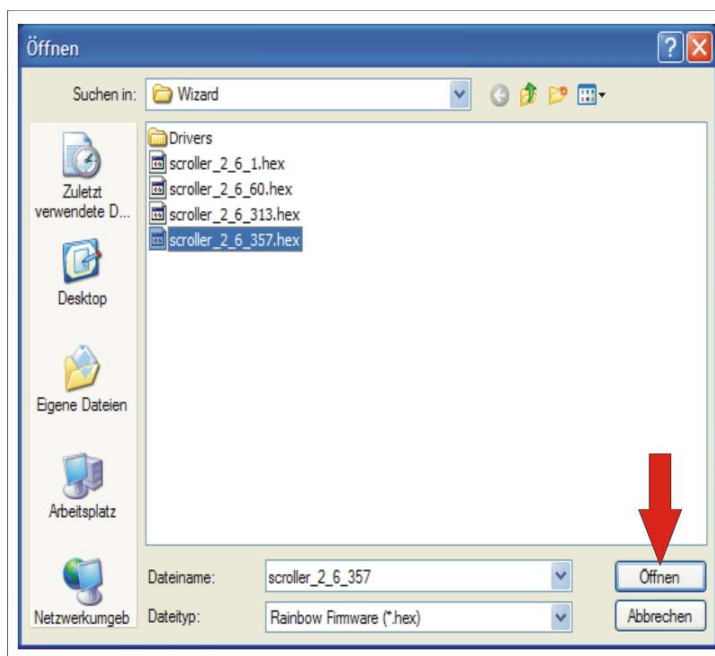 Öffnen
Suchen in: Wizard
Drivers
scroller_2_6_1.hex
scroller_2_6_60.hex
scroller_2_6_313.hex
scroller_2_6_357.hex
Zuletzt
verwendete D...
Desktop
Eigene Dateien
Arbeitsplatz
Netzwerkumgeb
Dateiname: scroller_2_6_357 Öffnen
Dateityp: Rainbow Firmware (*.hex) Abbrechen